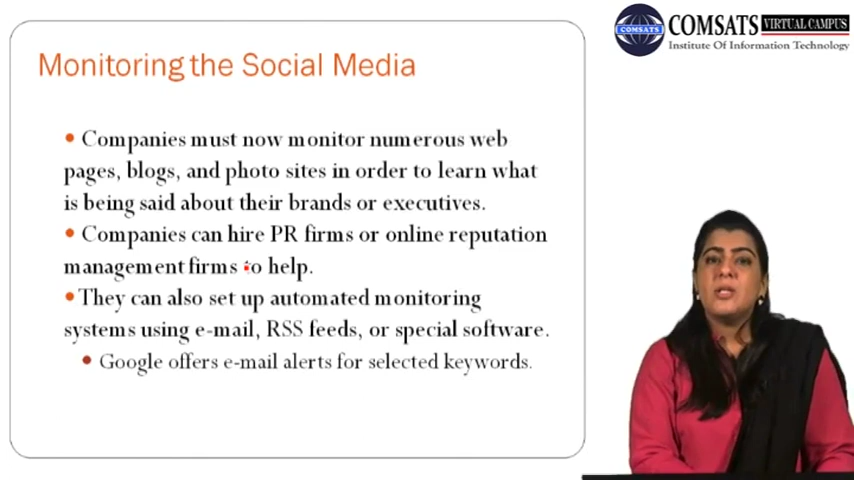 COMSATS VIRTUAL CAMPUS
COMSATS
Institute Of Information Technology
Monitoring the Social Media
• Companies must now monitor numerous web
pages, blogs, and photo sites in order to learn what
is being said about their brands or executives.
• Companies can hire PR firms or online reputation
management firms to help.
• They can also set up automated monitoring
systems using e-mail, RSS feeds, or special software.
• Google offers e-mail alerts for selected keywords.